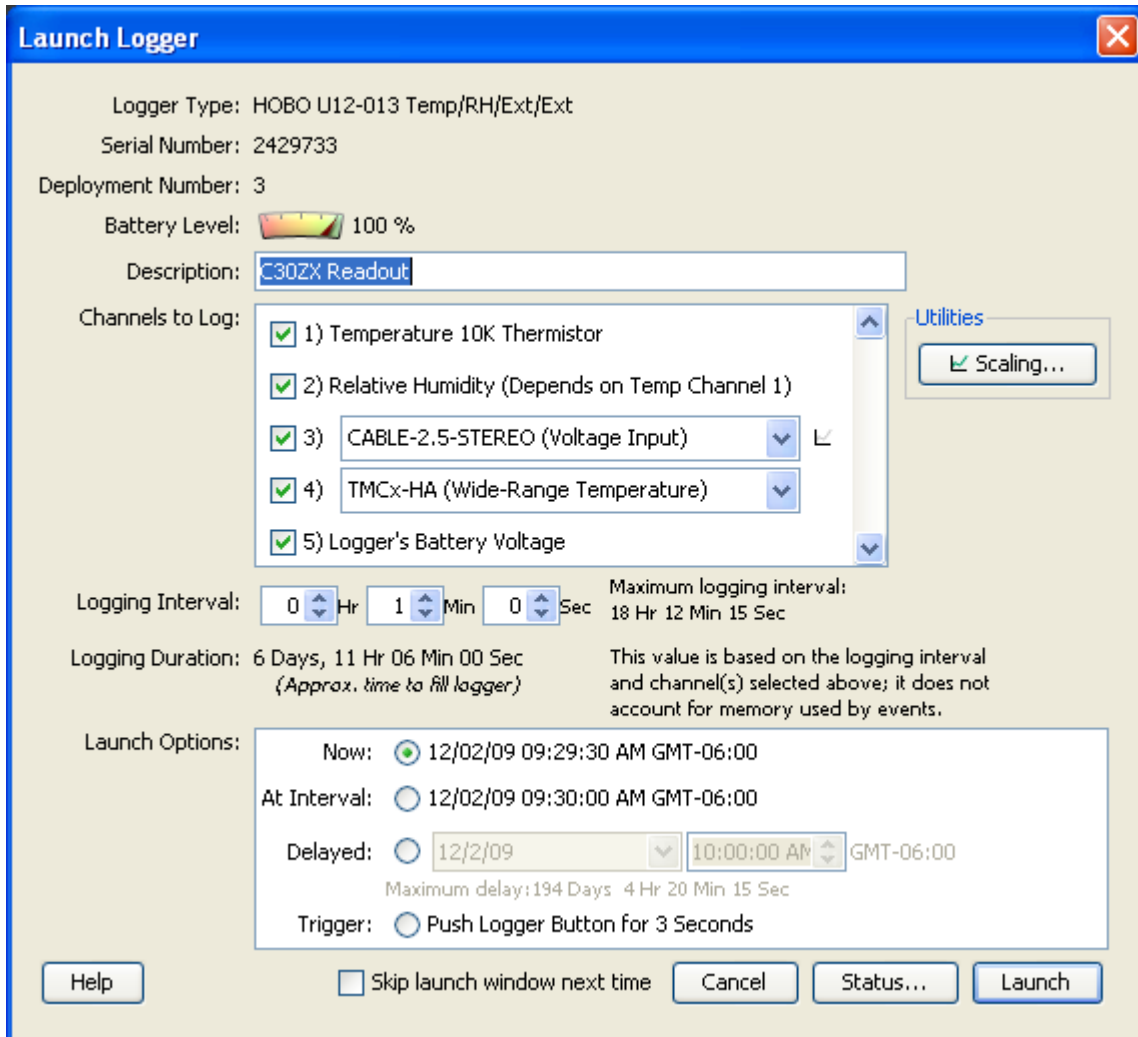 Launch Logger
Logger Type: HOBO U12-013 Temp/RH/Ext/Ext
Serial Number: 2429733
Deployment Number: 3
Battery Level: 100 %
Description: C30ZX Readout
Channels to Log:
1) Temperature 10K Thermistor
2) Relative Humidity (Depends on Temp Channel 1)
3) CABLE-2.5-STEREO (Voltage Input)
4) TMCx-HA (Wide-Range Temperature)
5) Logger's Battery Voltage
Utilities
Scaling...
Logging Interval: 0 Hr 1 Min 0 Sec
Maximum logging interval:
18 Hr 12 Min 15 Sec
Logging Duration: 6 Days, 11 Hr 06 Min 00 Sec
(Approx. time to fill logger)
This value is based on the logging interval
and channel(s) selected above; it does not
account for memory used by events.
Launch Options:
Now: 12/02/09 09:29:30 AM GMT-06:00
At Interval: 12/02/09 09:30:00 AM GMT-06:00
Delayed: 12/2/09 10:00:00 AM GMT-06:00
Maximum delay:194 Days 4 Hr 20 Min 15 Sec
Trigger: Push Logger Button for 3 Seconds
Help
Skip launch window next time
Cancel
Status...
Launch